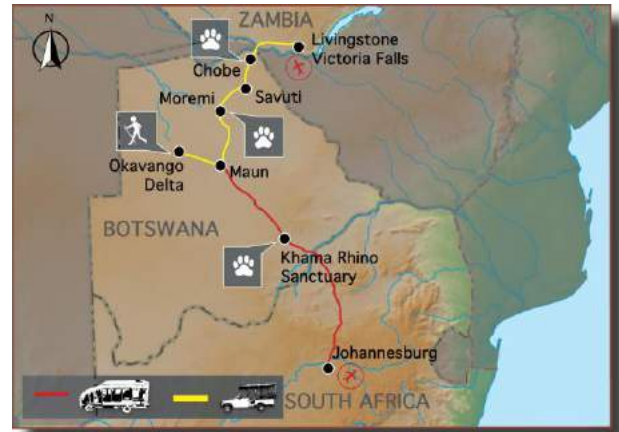 N
ZAMBIA
Livingstone
Victoria Falls
Chobe
Savuti
Moremi
Okavango
Delta
Maun
BOTSWANA
Khama Rhino
Sanctuary
Johannesburg
SOUTH AFRICA